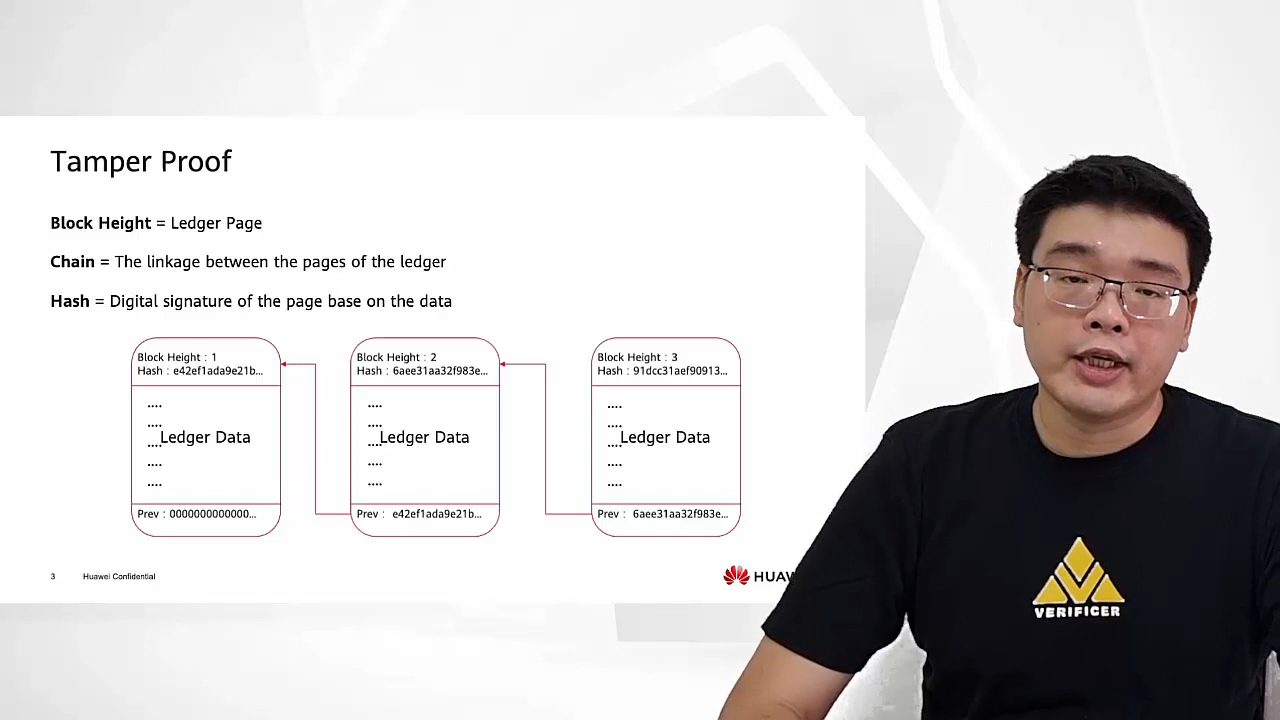 Tamper Proof
Block Height = Ledger Page
Chain = The linkage between the pages of the ledger
Hash = Digital signature of the page base on the data
Block Height : 1
Hash : e42ef1ada9e21b...
....
....
....Ledger Data
....
....
Prev : 0000000000000...
Block Height : 2
Hash : 6aee31aa32f983e...
....
....
....Ledger Data
....
....
Prev : e42ef1ada9e21b...
Block Height : 3
Hash : 91dcc31aef90913...
....
....
....Ledger Data
....
....
Prev : 6aee31aa32f983e...
3 Huawei Confidential
HUAW
VERIFICER